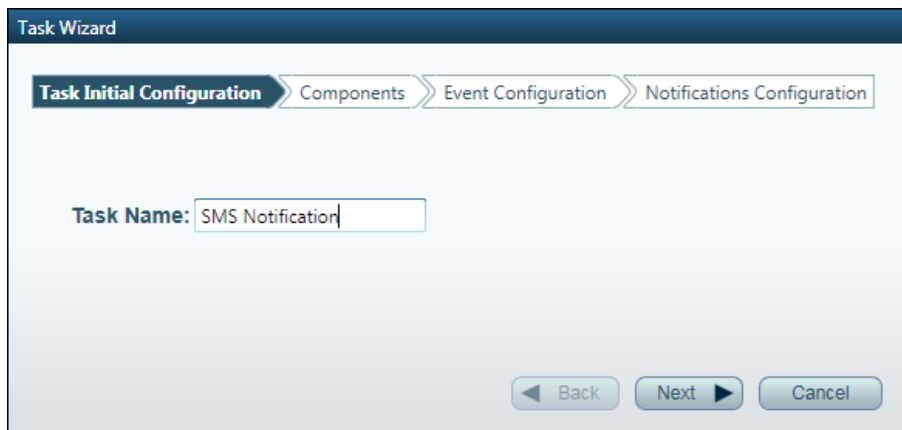 Task Wizard
Task Initial Configuration Components Event Configuration Notifications Configuration
Task Name: SMS Notification
Back Next Cancel